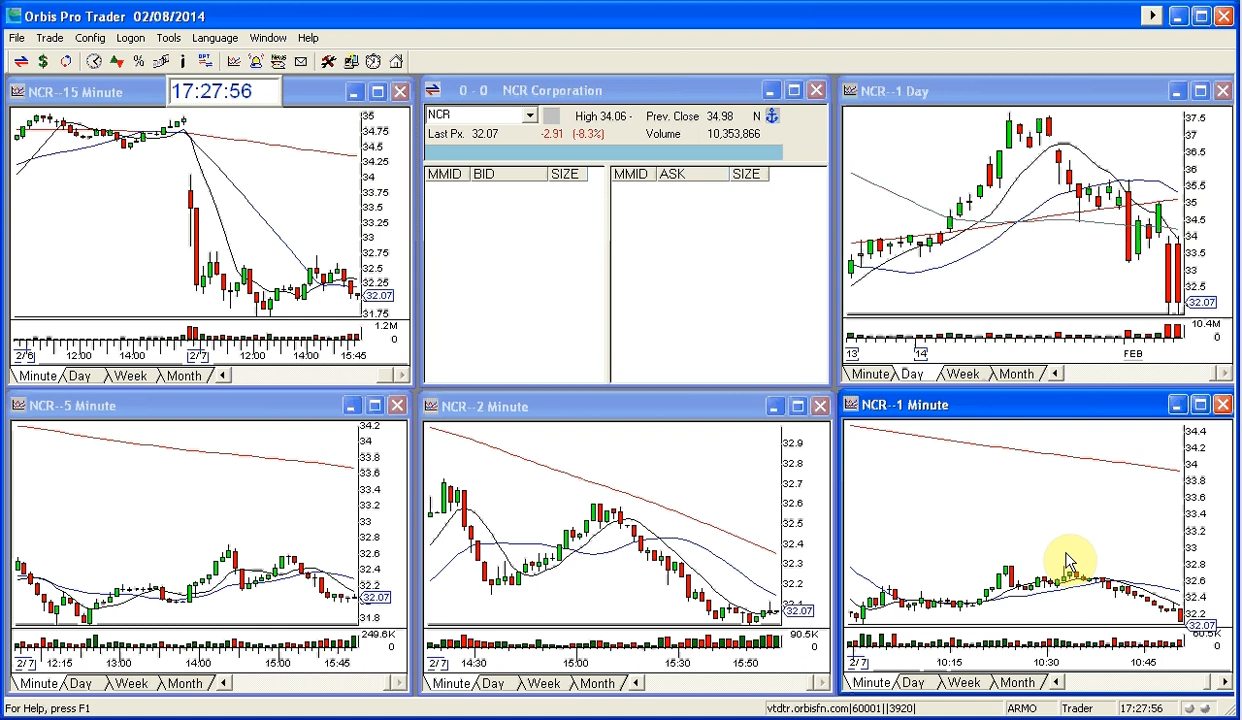 Orbis Pro Trader 02/08/2014
File Trade Config Logon Tools Language Window Help
NCR--15 Minute
17:27:56
35
34.75
34.5
34.25
34
33.75
33.5
33.25
33
32.75
32.5
32.25
32.07
31.75
1.2M
0
2/6 12:00 14:00 2/7 12:00 14:00 15:45
Minute Day Week Month
0 - 0 NCR Corporation
NCR High 34.06 - Prev. Close 34.98 N
Last Px. 32.07 -2.91 (-8.3%) Volume 10,353,866
MMID BID SIZE MMID ASK SIZE
NCR--1 Day
37.5
37
36.5
36
35.5
35
34.5
34
33.5
33
32.5
32.07
10.4M
0
13 '14 FEB
Minute Day Week Month
NCR--5 Minute
34.2
34
33.8
33.6
33.4
33.2
33
32.8
32.6
32.4
32.2
32.07
31.8
249.6K
0
2/7 12:15 13:00 14:00 15:00 15:45
Minute Day Week Month
NCR--2 Minute
32.9
32.8
32.7
32.6
32.5
32.4
32.3
32.2
32.07
90.5K
0
2/7 14:30 15:00 15:30 15:50
Minute Day Week Month
NCR--1 Minute
34.4
34.2
34
33.8
33.6
33.4
33.2
33
32.8
32.6
32.4
32.2
32.07
60.5K
0
2/7 10:15 10:30 10:45
Minute Day Week Month
For Help, press F1 vtdtr.orbisfn.com|60001||3920| ARMO Trader 17:27:56